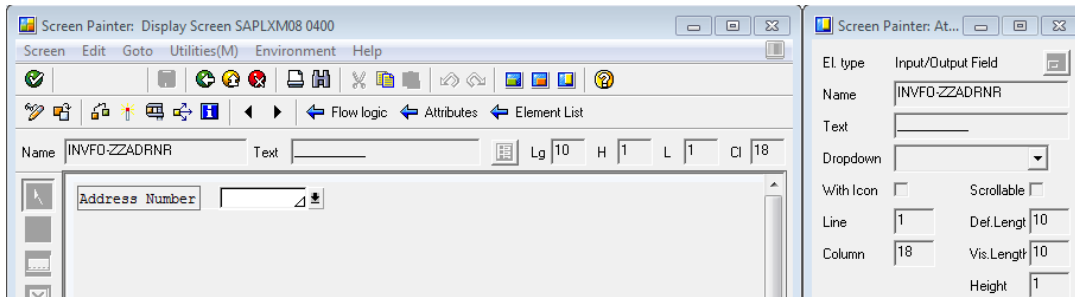 Screen Painter: Display Screen SAPLXM08 0400
Screen Edit Goto Utilities(M) Environment Help
Flow logic Attributes Element List
Name INVFO-ZZADRNR Text __________ Lg 10 H 1 L 1 Cl 18
Address Number
Screen Painter: At...
El. type Input/Output Field
Name INVFO-ZZADRNR
Text __________
Dropdown
With Icon Scrollable
Line 1 Def.Lengt 10
Column 18 Vis.Length 10
Height 1